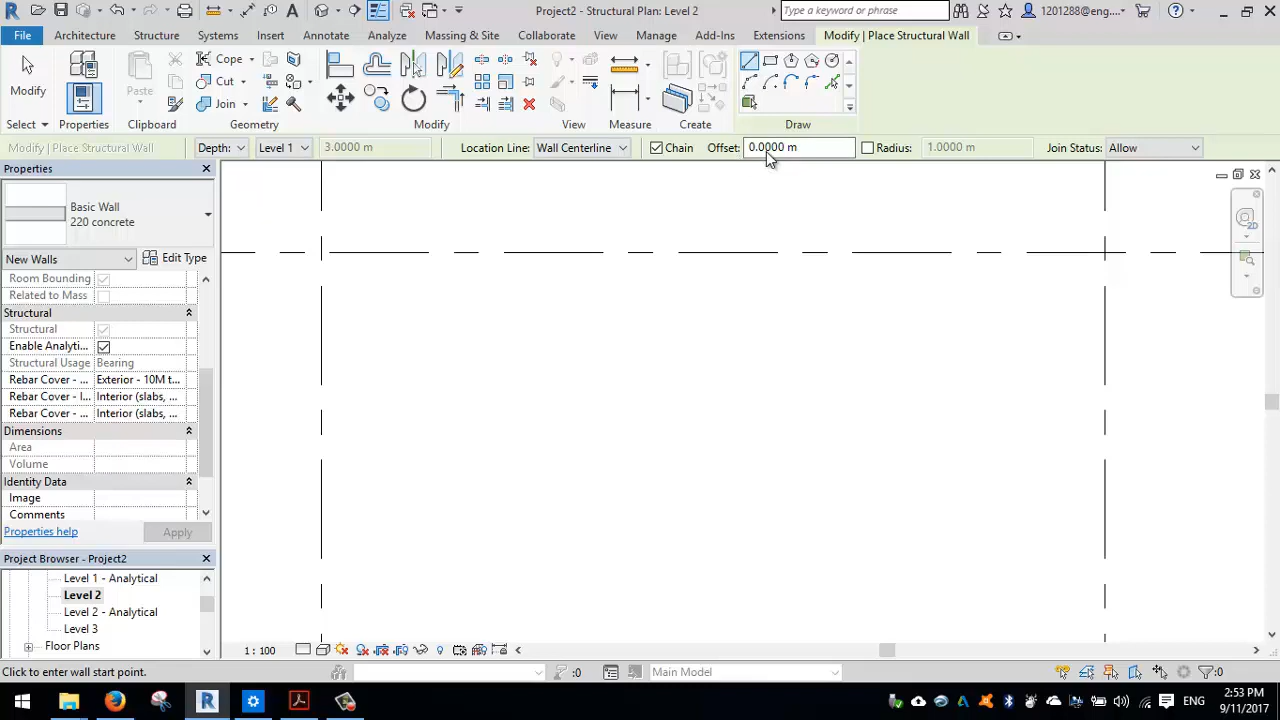 Project2 - Structural Plan: Level 2
Type a keyword or phrase
1201288@eng....
File
Architecture
Structure
Systems
Insert
Annotate
Analyze
Massing & Site
Collaborate
View
Manage
Add-Ins
Extensions
Modify | Place Structural Wall
Modify
Paste
Cope
Cut
Join
Select
Properties
Clipboard
Geometry
Modify
View
Measure
Create
Draw
Modify | Place Structural Wall
Depth:
Level 1
3.0000 m
Location Line:
Wall Centerline
Chain
Offset:
0.0000 m
Radius:
1.0000 m
Join Status:
Allow
Properties
Basic Wall
220 concrete
New Walls
Edit Type
Room Bounding
Related to Mass
Structural
Structural
Enable Analyti...
Structural Usage
Bearing
Rebar Cover - ...
Exterior - 10M t...
Rebar Cover - I...
Interior (slabs, ...
Rebar Cover - ...
Interior (slabs, ...
Dimensions
Area
Volume
Identity Data
Image
Comments
Properties help
Apply
Project Browser - Project2
Level 1 - Analytical
Level 2
Level 2 - Analytical
Level 3
Floor Plans
2D
1 : 100
Click to enter wall start point.
:0
Main Model
:0
ENG
2:53 PM
9/11/2017